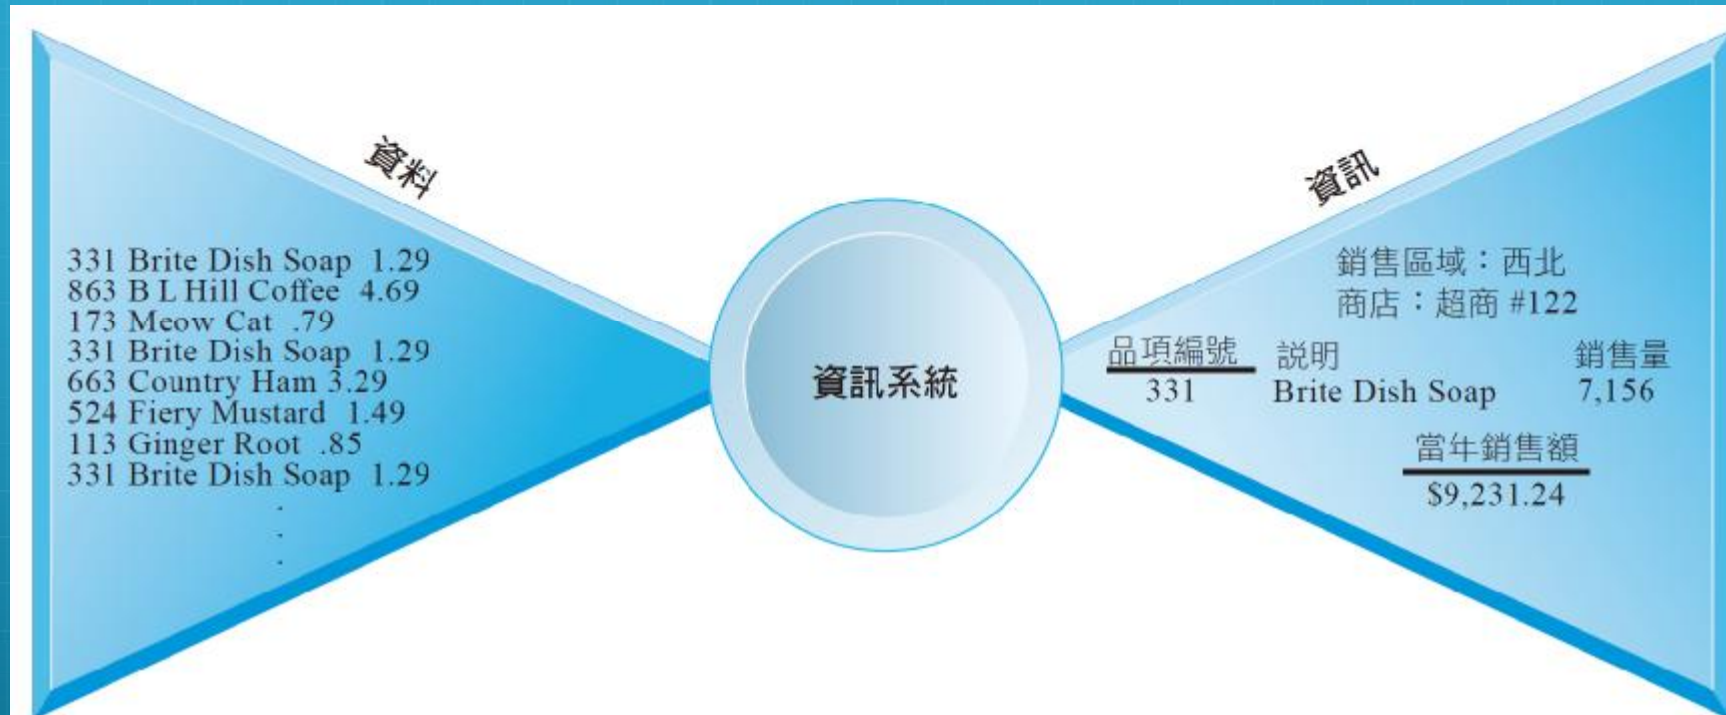 資料
331 Brite Dish Soap 1.29
863 B L Hill Coffee 4.69
173 Meow Cat .79
331 Brite Dish Soap 1.29
663 Country Ham 3.29
524 Fiery Mustard 1.49
113 Ginger Root .85
331 Brite Dish Soap 1.29
.
.
.
資訊系統
資訊
銷售區域：西北
商店：超商 #122
品項編號 說明 銷售量
331 Brite Dish Soap 7,156
當年銷售額
$9,231.24